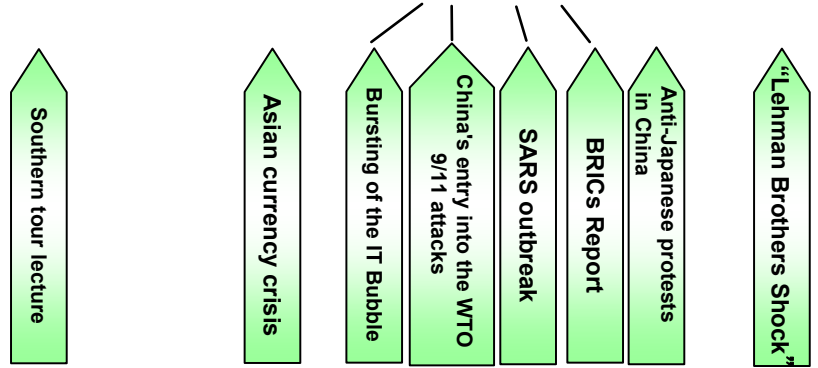 Southern tour lecture
Asian currency crisis
Bursting of the IT Bubble
China's entry into the WTO
9/11 attacks
SARS outbreak
BRICs Report
Anti-Japanese protests
in China
“Lehman Brothers Shock”